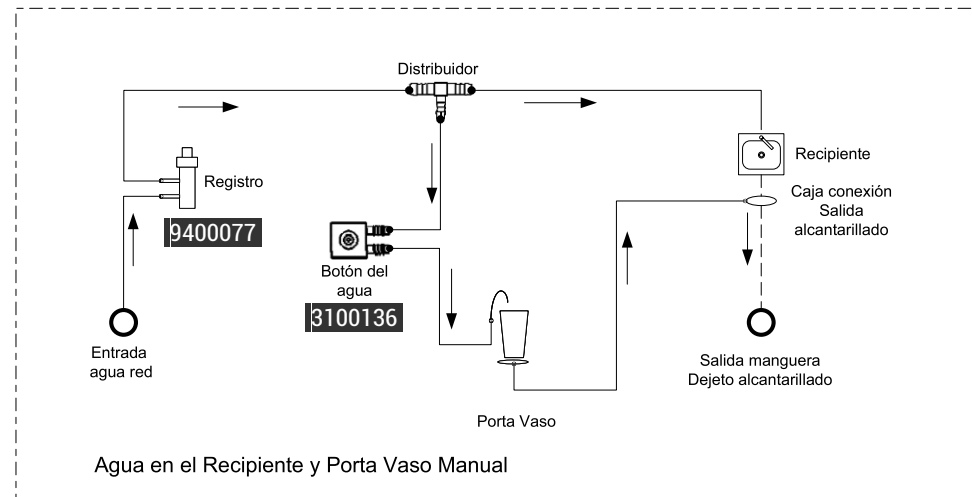 Distribuidor
Recipiente
Registro
Caja conexión
Salida
alcantarillado
9400077
Botón del
agua
3100136
Entrada
agua red
Salida manguera
Dejeto alcantarillado
Porta Vaso
Agua en el Recipiente y Porta Vaso Manual